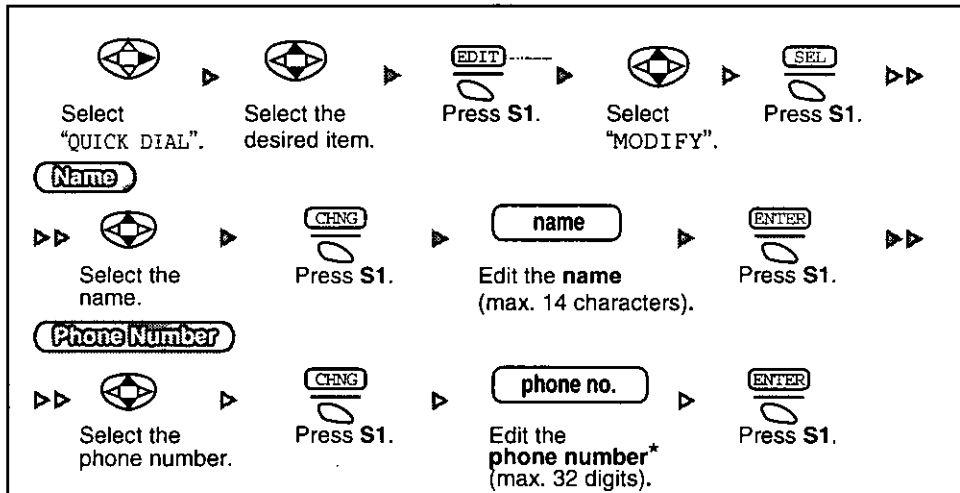 EDIT
SEL
Select
Select the
Press S1.
Select
Press S1.
"QUICK DIAL".
desired item.
"MODIFY".
Name
CHNG
name
ENTER
Select the
Press S1.
Edit the name
Press S1.
name.
(max. 14 characters).
Phone Number
CHNG
phone no.
ENTER
Select the
Press S1.
Edit the
Press S1.
phone number.
phone number*
(max. 32 digits).